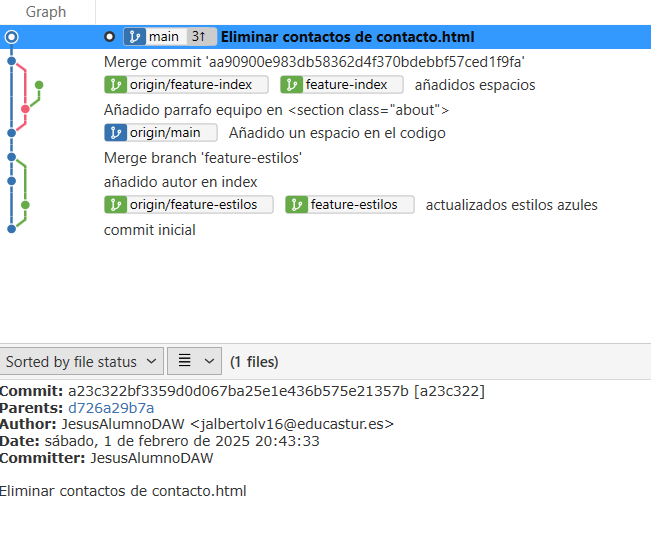 Graph
main 3↑ Eliminar contactos de contacto.html
Merge commit 'aa90900e983db58362d4f370bdebbf57ced1f9fa'
origin/feature-index feature-index añadidos espacios
Añadido parrafo equipo en <section class="about">
origin/main Añadido un espacio en el codigo
Merge branch 'feature-estilos'
añadido autor en index
origin/feature-estilos feature-estilos actualizados estilos azules
commit inicial
Sorted by file status (1 files)
Commit: a23c322bf3359d0d067ba25e1e436b575e21357b [a23c322]
Parents: d726a29b7a
Author: JesusAlumnoDAW <jalbertolv16@educastur.es>
Date: sábado, 1 de febrero de 2025 20:43:33
Committer: JesusAlumnoDAW
Eliminar contactos de contacto.html